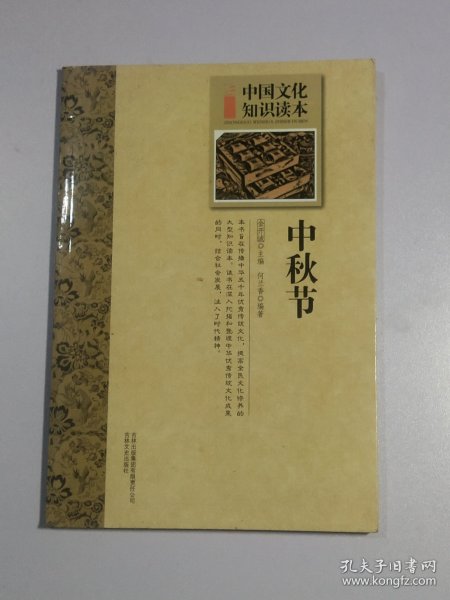 中国文化
知识读本
ZHONGGUO WENHUA ZHISHI DUBEN
中秋节
金开诚◎主编 何兰香◎编著
本书旨在传播中华五千年优秀传统文化，提高全民文化修养的
大型知识读本。该书在深入挖掘和整理中华优秀传统文化成果
的同时，结合社会发展，注入了时代精神。
吉林出版集团有限责任公司
吉林文史出版社
孔夫子旧书网
www.kongfz.com